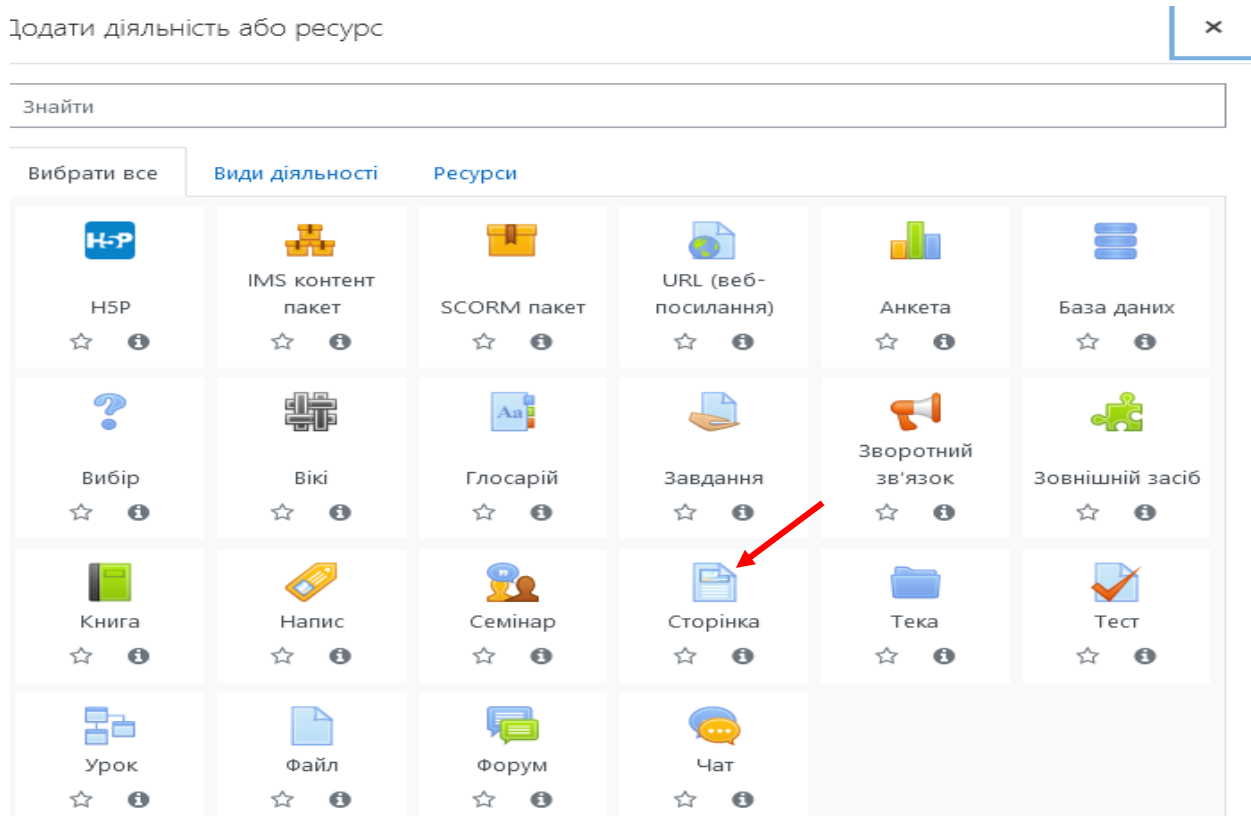 Додати діяльність або ресурс
Знайти
Вибрати все Види діяльності Ресурси
H5P
H5P
IMS контент
пакет
SCORM пакет
URL (веб-
посилання)
Анкета
База даних
Вибір
Вікі
Aa
Глосарій
Завдання
Зворотний
зв'язок
Зовнішній засіб
Книга
Напис
Семінар
Сторінка
Тека
Тест
Урок
Файл
Форум
Чат